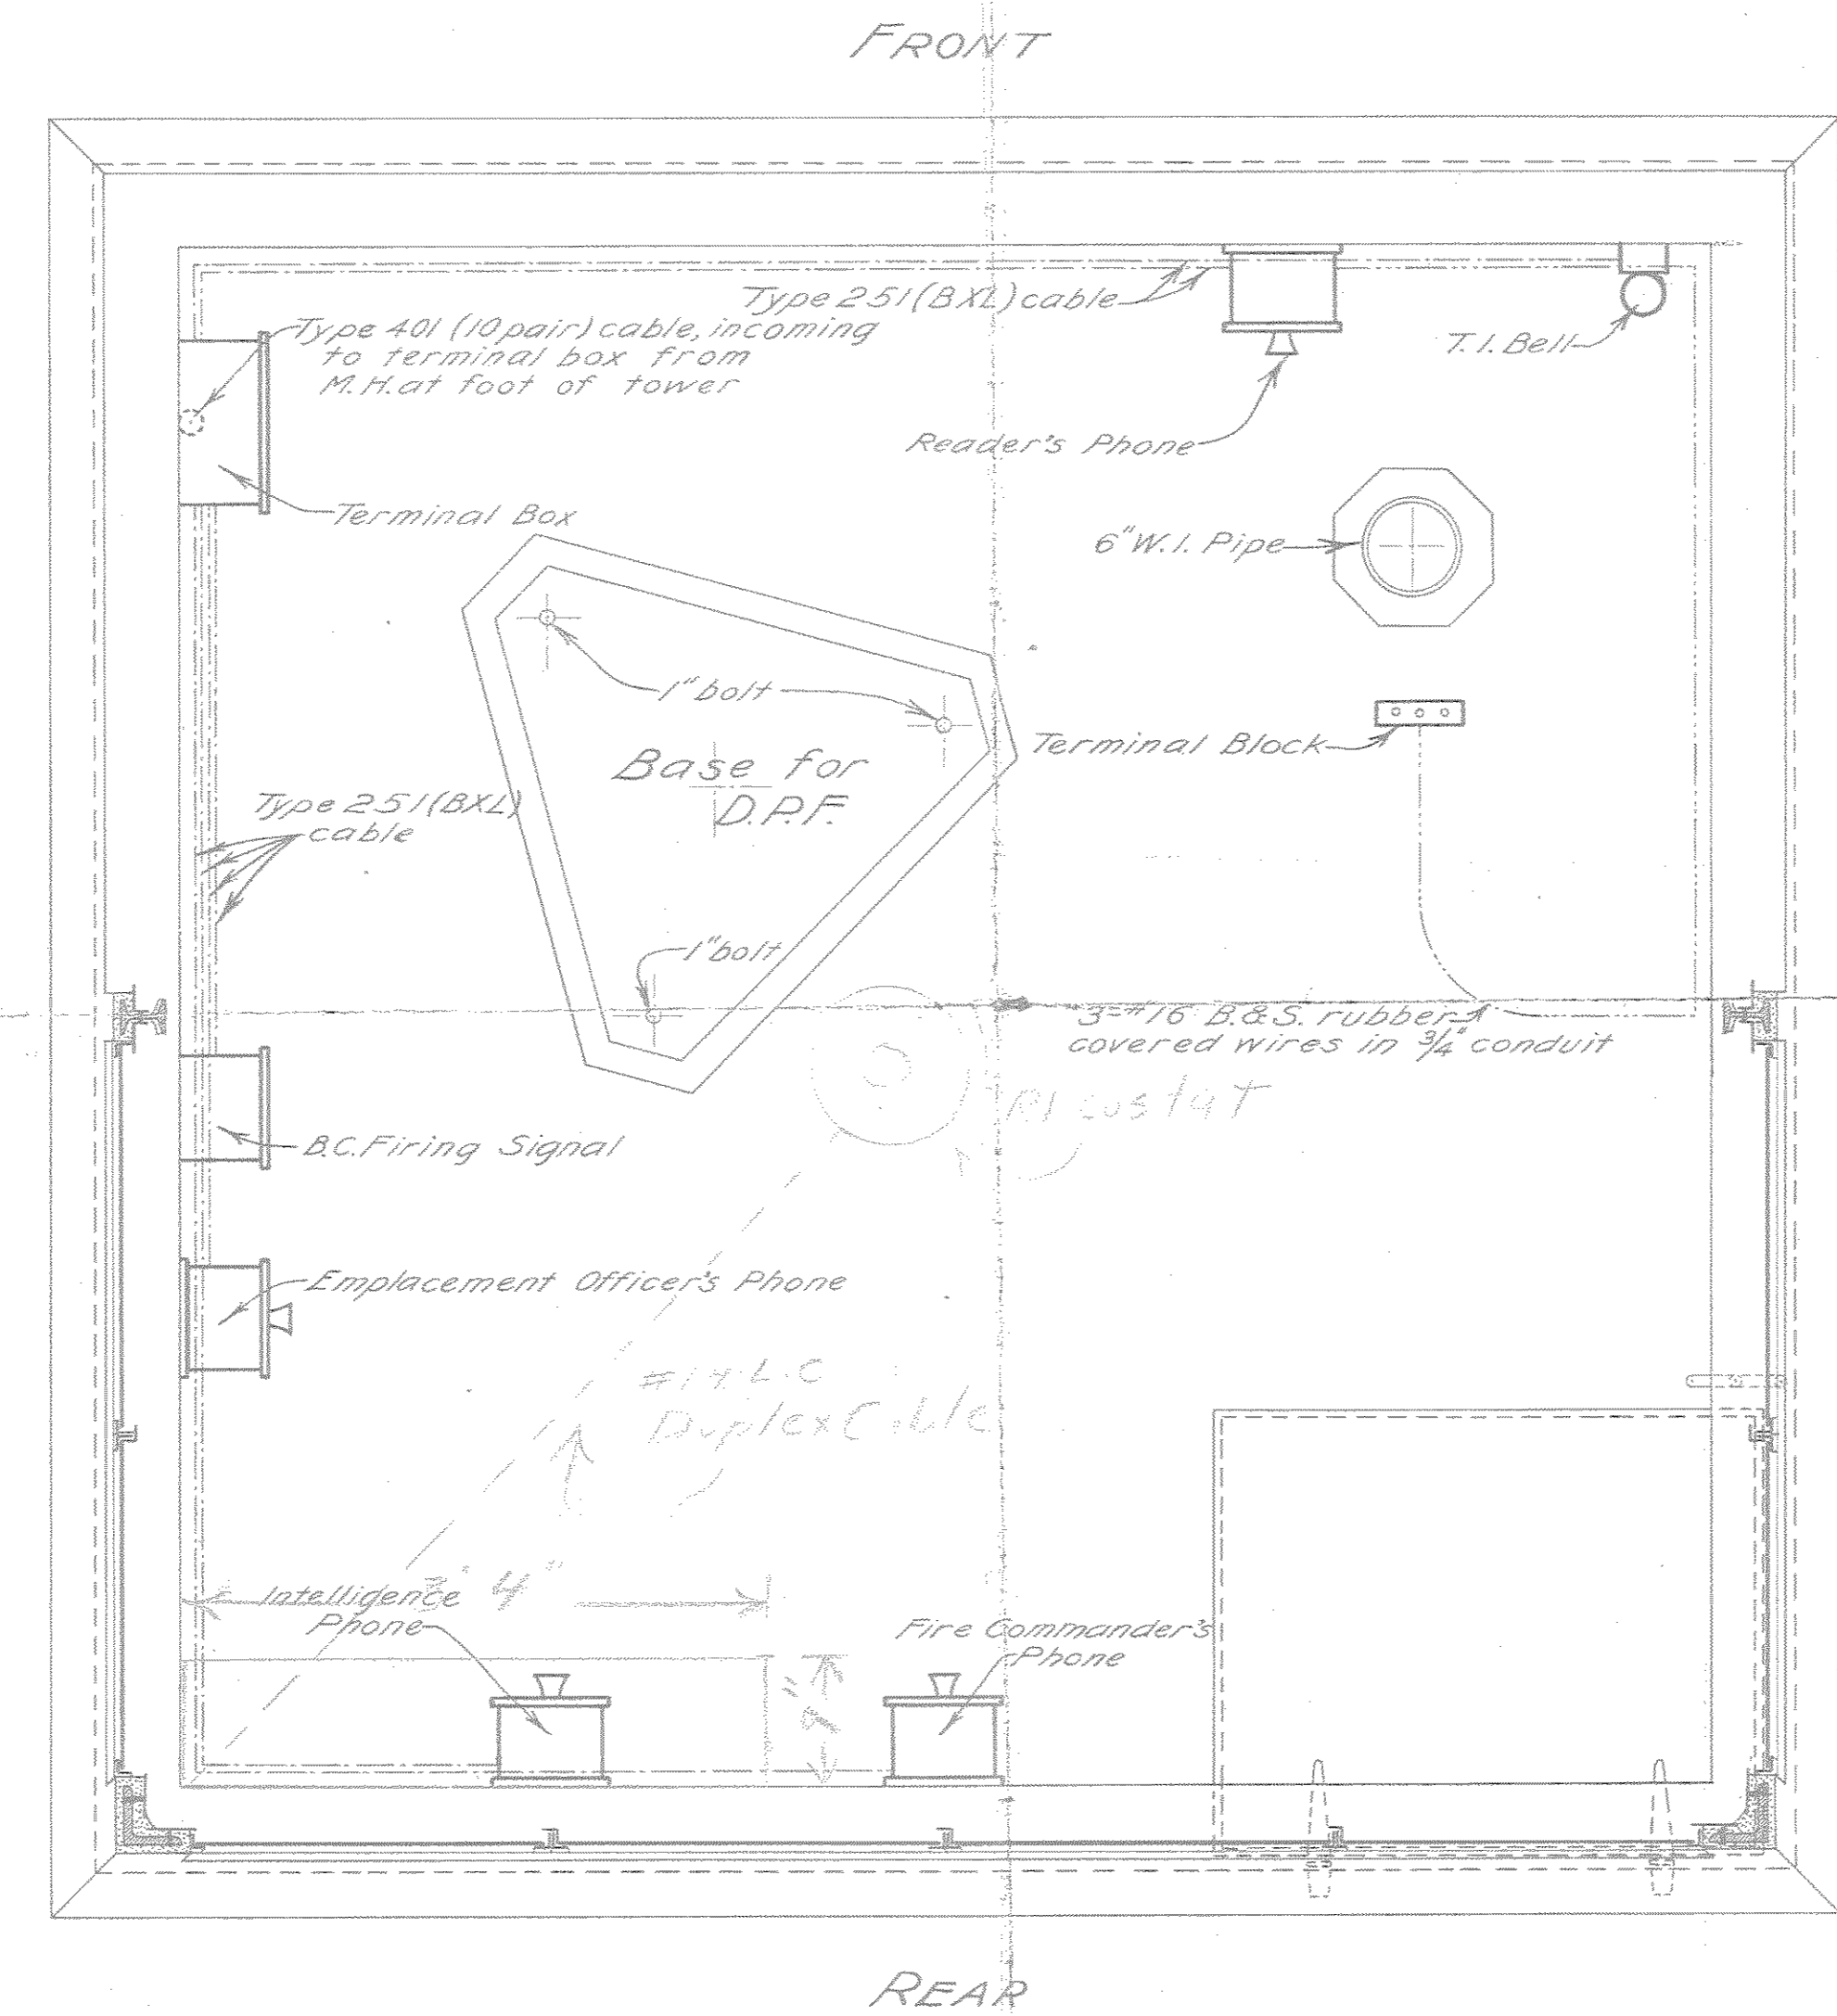 FRONT
Type 251 (BXL) cable
Type 401 (10 pair) cable, incoming
to terminal box from
M.H. at foot of tower
T.I. Bell
Reader's Phone
Terminal Box
6" W.I. Pipe
1" bolt
Terminal Block
Base for
D.P.F.
Type 251 (BXL)
cable
1" bolt
3-#16 B.&S. rubber
covered wires in 3/4" conduit
B.C. Firing Signal
Emplacement Officer's Phone
Duplex
Intelligence
Phone
Fire Commander's
Phone
REAR